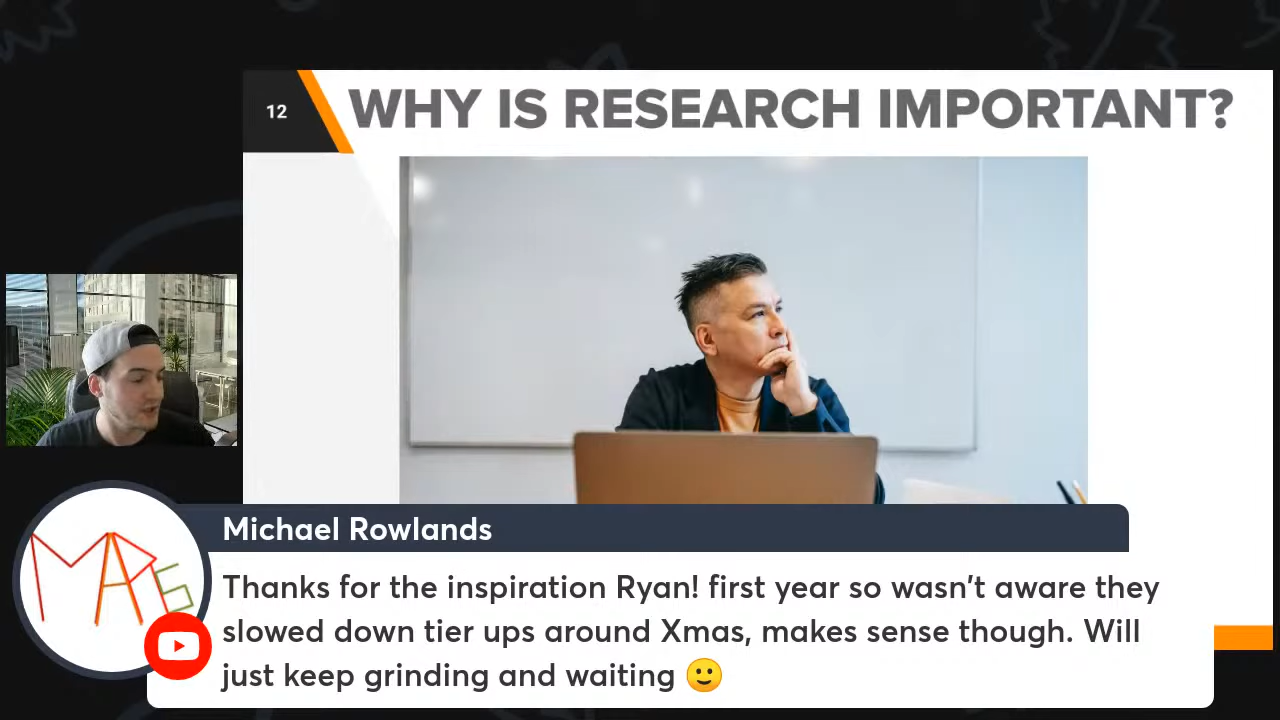 12
WHY IS RESEARCH IMPORTANT?
Michael Rowlands
Thanks for the inspiration Ryan! first year so wasn't aware they
slowed down tier ups around Xmas, makes sense though. Will
just keep grinding and waiting 🙂
MARS